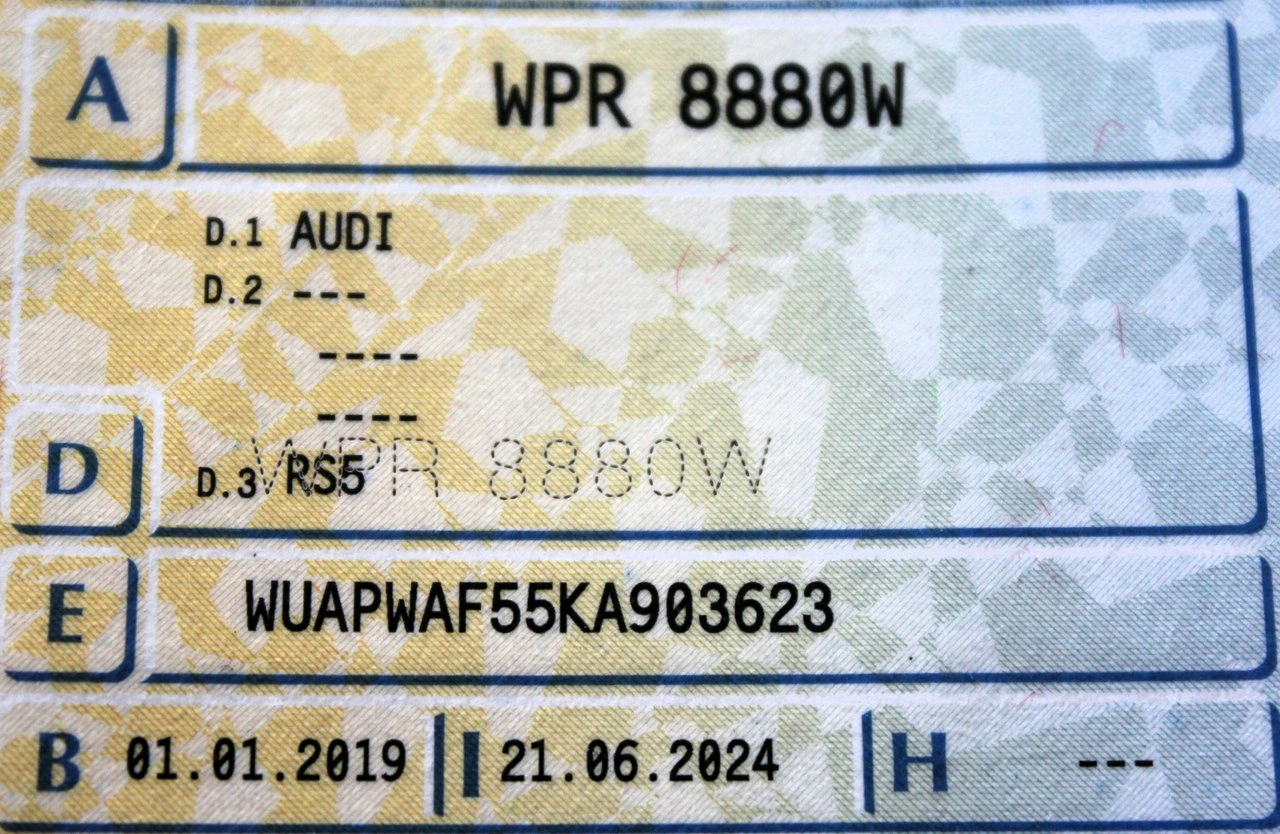 A WPR 8880W
D.1 AUDI
D.2 ---
----
----
D D.3 RS5
WPR 8880W
E WUAPWAF55KA903623
B 01.01.2019 I 21.06.2024 H ---